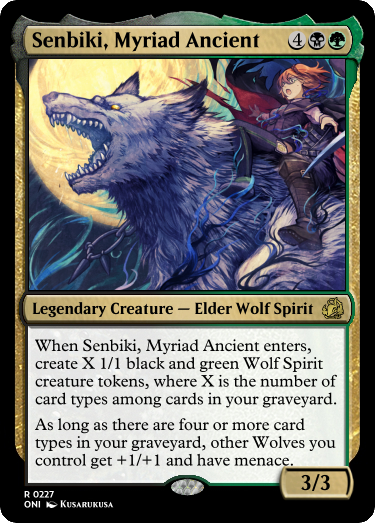 Senbiki, Myriad Ancient 4
Legendary Creature — Elder Wolf Spirit
When Senbiki, Myriad Ancient enters,
create X 1/1 black and green Wolf Spirit
creature tokens, where X is the number of
card types among cards in your graveyard.
As long as there are four or more card
types in your graveyard, other Wolves you
control get +1/+1 and have menace.
3/3
R 0227
ONI Kusarukusa